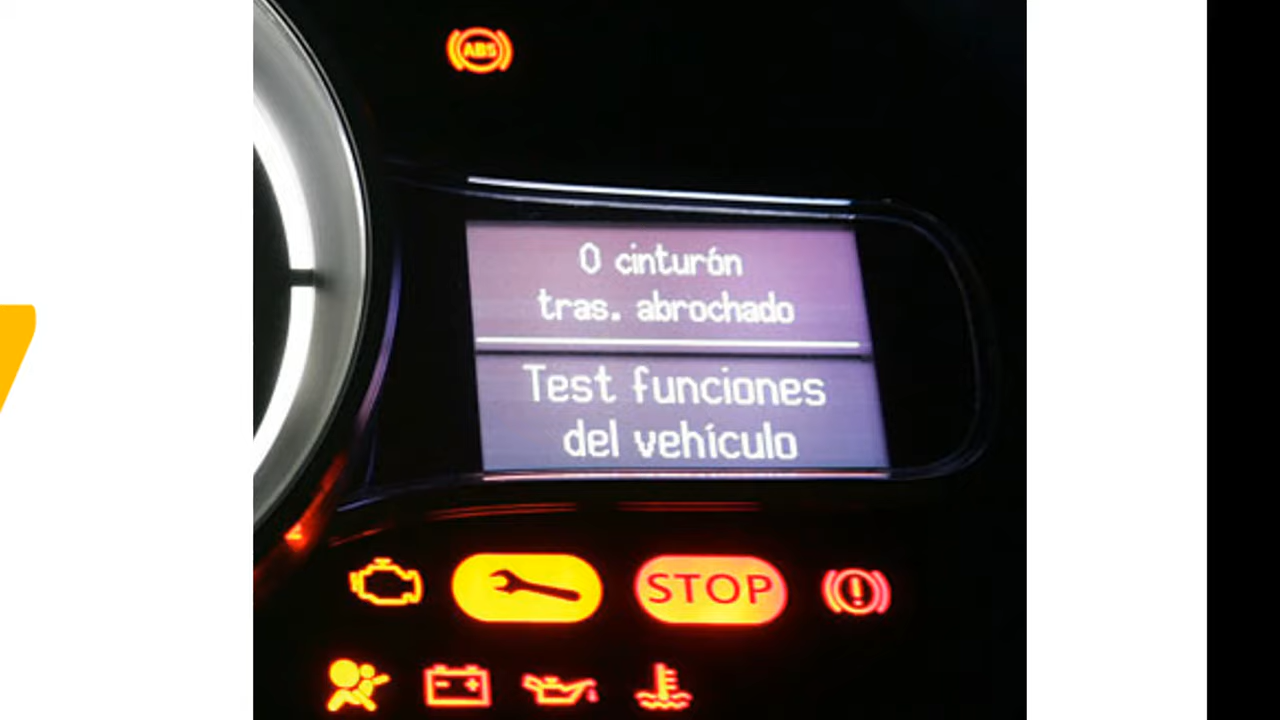 ABS
0 cinturón
tras. abrochado
Test funciones
del vehículo
STOP